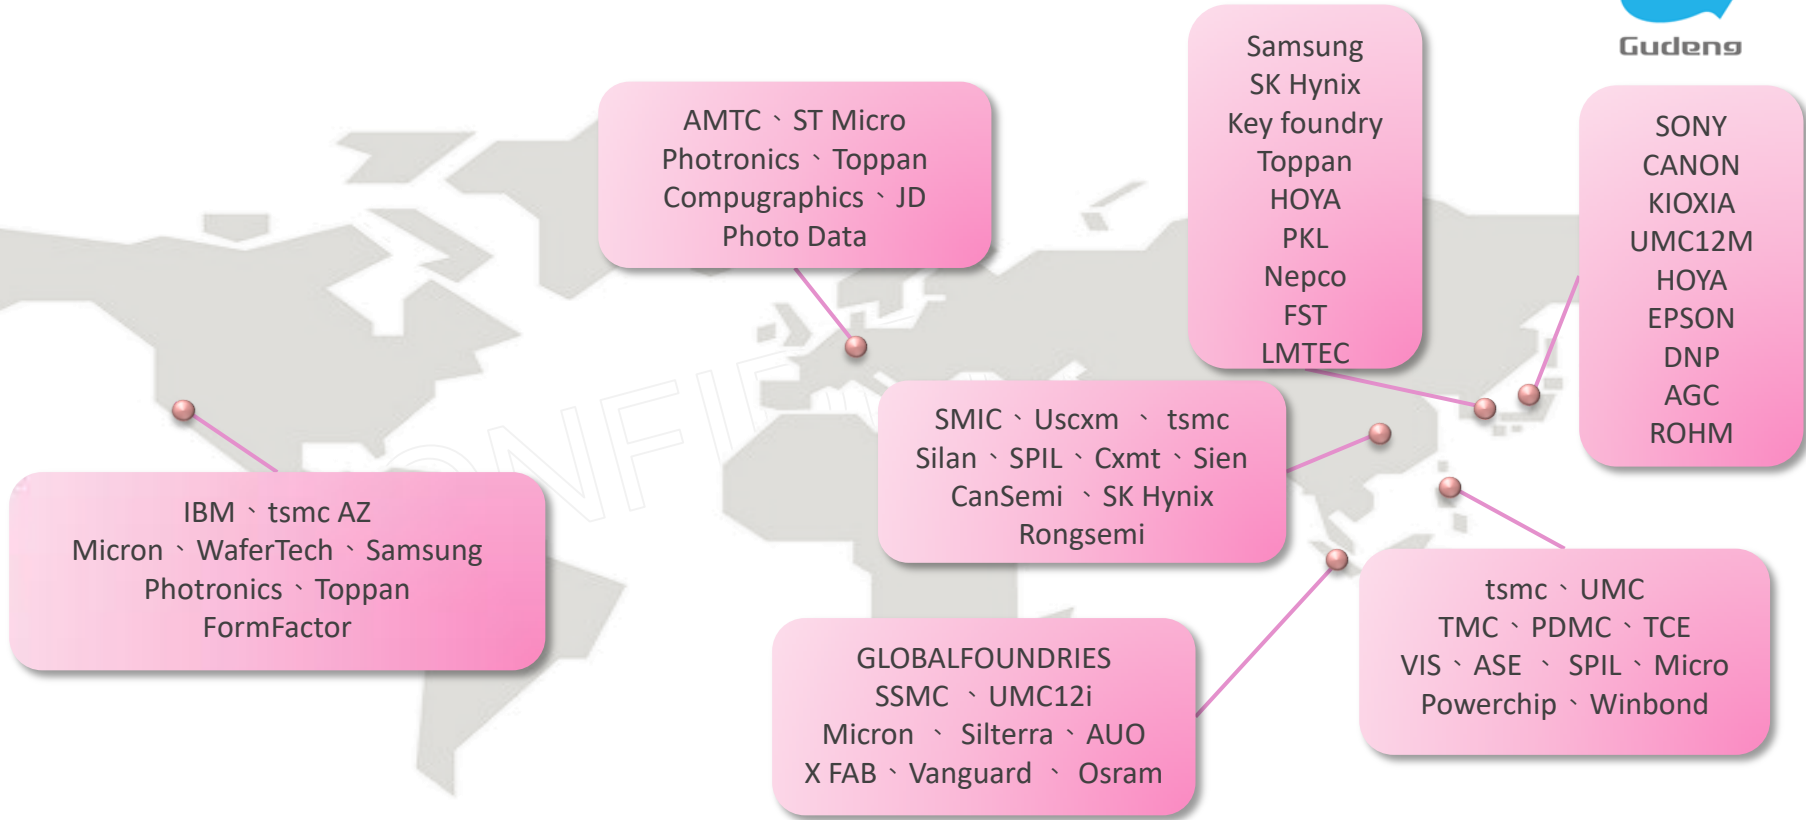 Gudeng
AMTC、ST Micro
Photronics、Toppan
Compugraphics、JD
Photo Data
Samsung
SK Hynix
Key foundry
Toppan
HOYA
PKL
Nepco
FST
LMTEC
SONY
CANON
KIOXIA
UMC12M
HOYA
EPSON
DNP
AGC
ROHM
SMIC、Uscxm 、 tsmc
Silan、SPIL、Cxmt、Sien
CanSemi 、SK Hynix
Rongsemi
IBM、tsmc AZ
Micron、WaferTech、Samsung
Photronics、Toppan
FormFactor
GLOBALFOUNDRIES
SSMC 、UMC12i
Micron 、 Silterra、AUO
X FAB、Vanguard 、 Osram
tsmc、UMC
TMC、PDMC、TCE
VIS、ASE 、 SPIL、Micro
Powerchip、Winbond